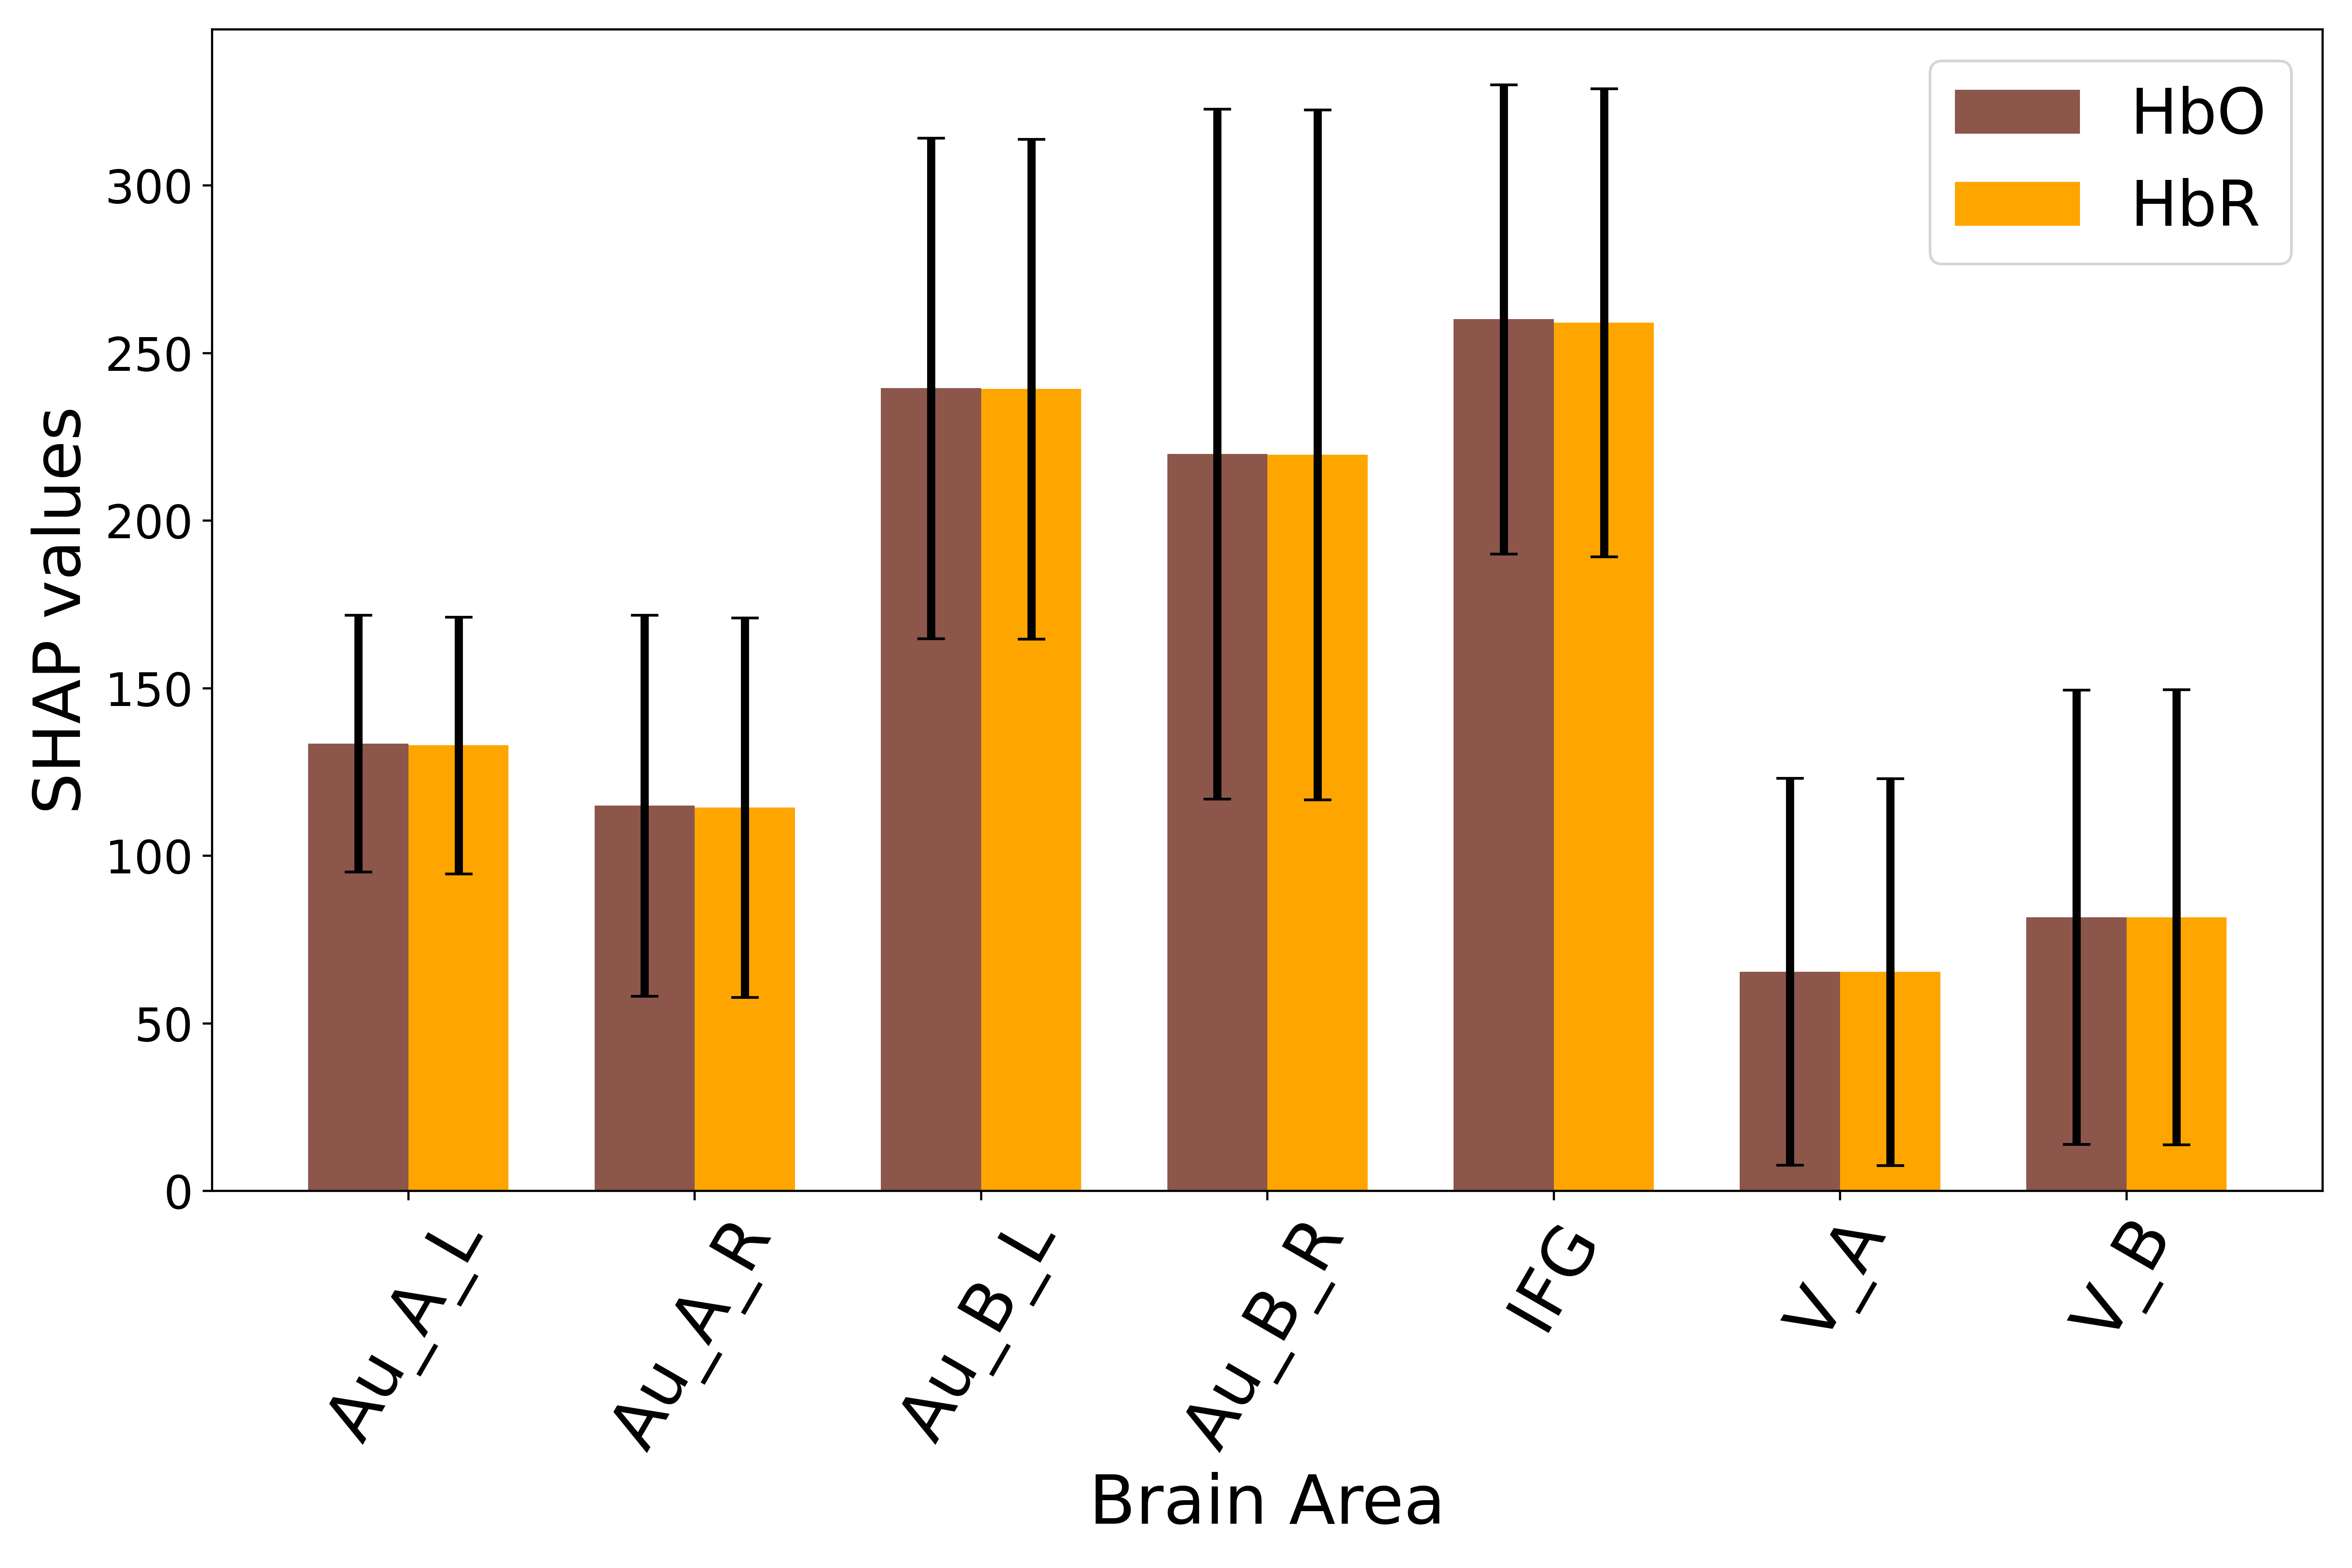 HbO
HbR
SHAP values
300
250
200
150
100
50
0
Au_A_L
Au_A_R
Au_B_L
Au_B_R
IFG
V_A
V_B
Brain Area